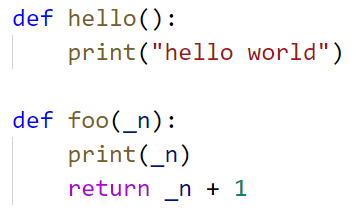 def hello():
    print("hello world")

def foo(_n):
    print(_n)
    return _n + 1